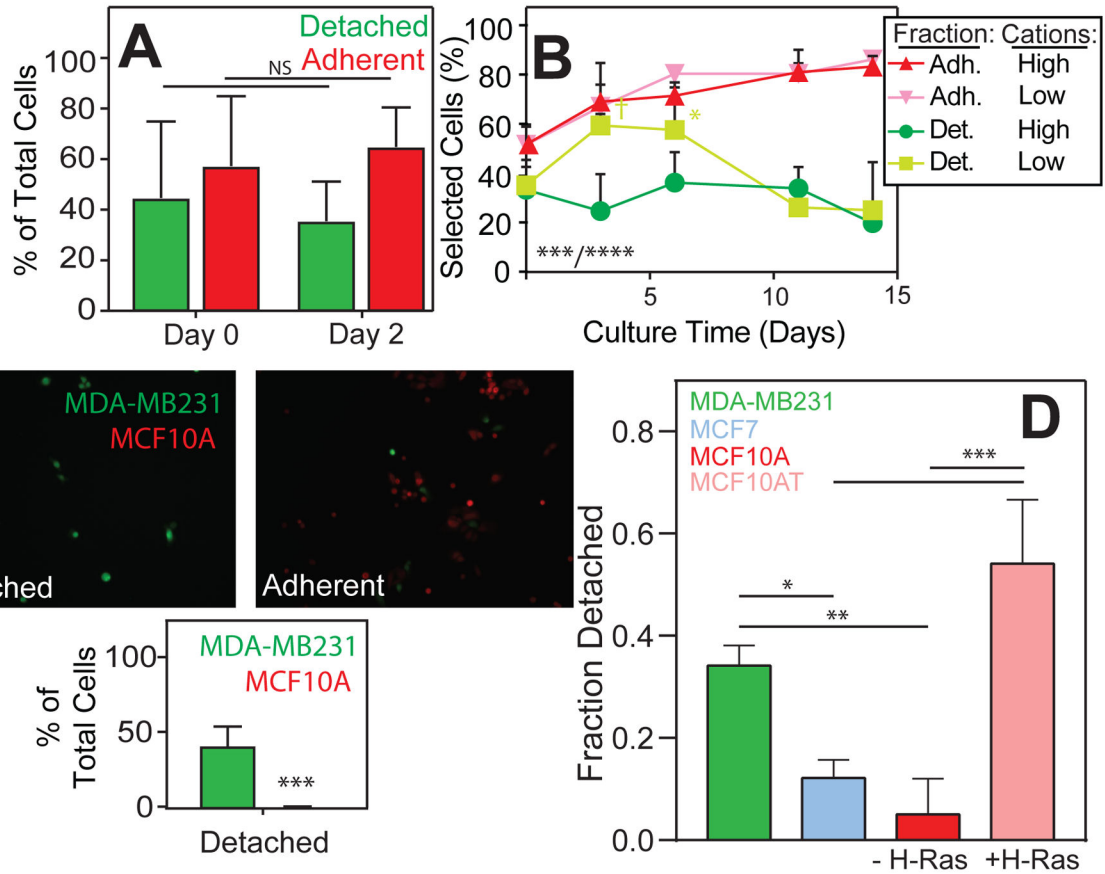 A
Detached
Adherent
NS
% of Total Cells
100
80
60
40
20
0
Day 0
Day 2
B
Selected Cells (%)
100
80
60
40
20
0
†
*
***/****
5
10
15
Culture Time (Days)
Fraction: Cations:
Adh. High
Adh. Low
Det. High
Det. Low
MDA-MB231
MCF10A
ched
Adherent
% of
Total Cells
100
50
0
MDA-MB231
MCF10A
***
Detached
D
MDA-MB231
MCF7
MCF10A
MCF10AT
Fraction Detached
0.8
0.6
0.4
0.2
0.0
***
*
**
- H-Ras +H-Ras